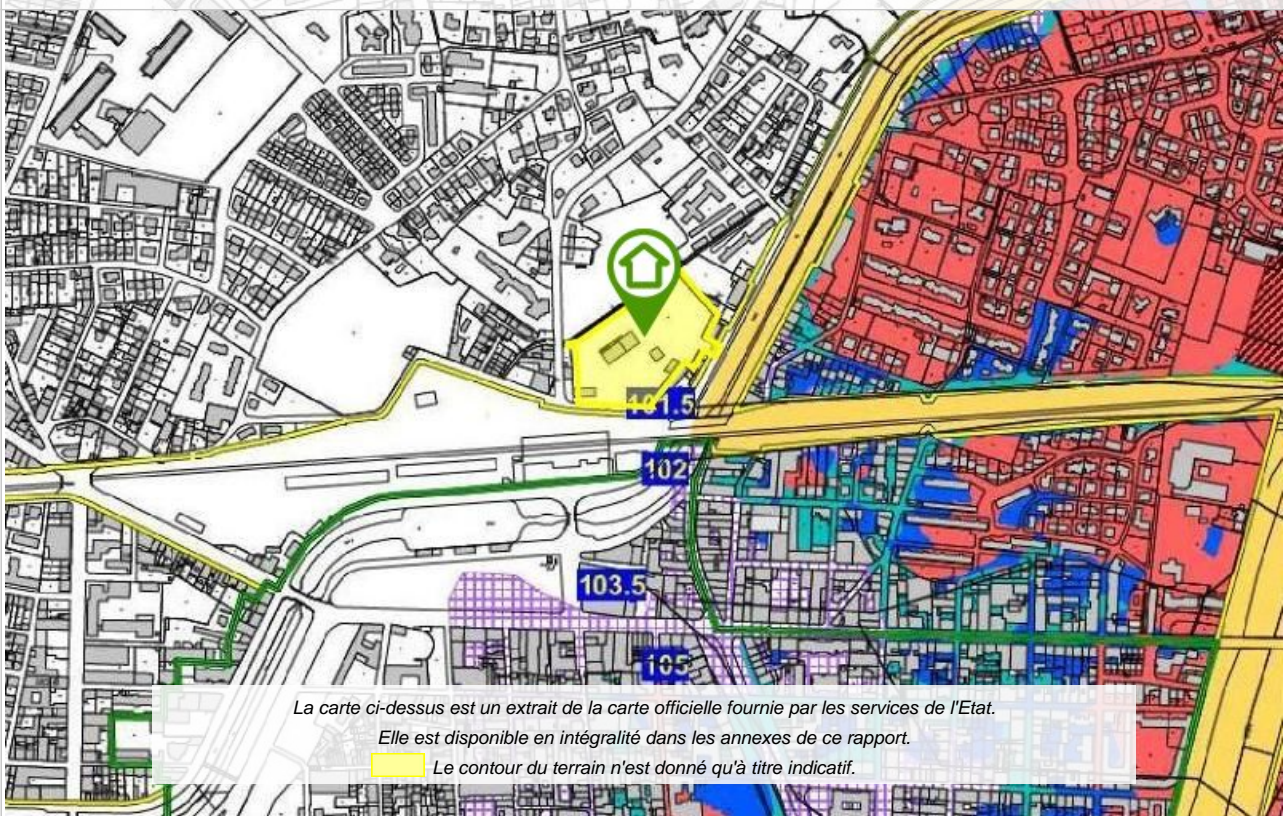 101.5
102
103.5
105
La carte ci-dessus est un extrait de la carte officielle fournie par les services de l'Etat.
Elle est disponible en intégralité dans les annexes de ce rapport.
Le contour du terrain n'est donné qu'à titre indicatif.